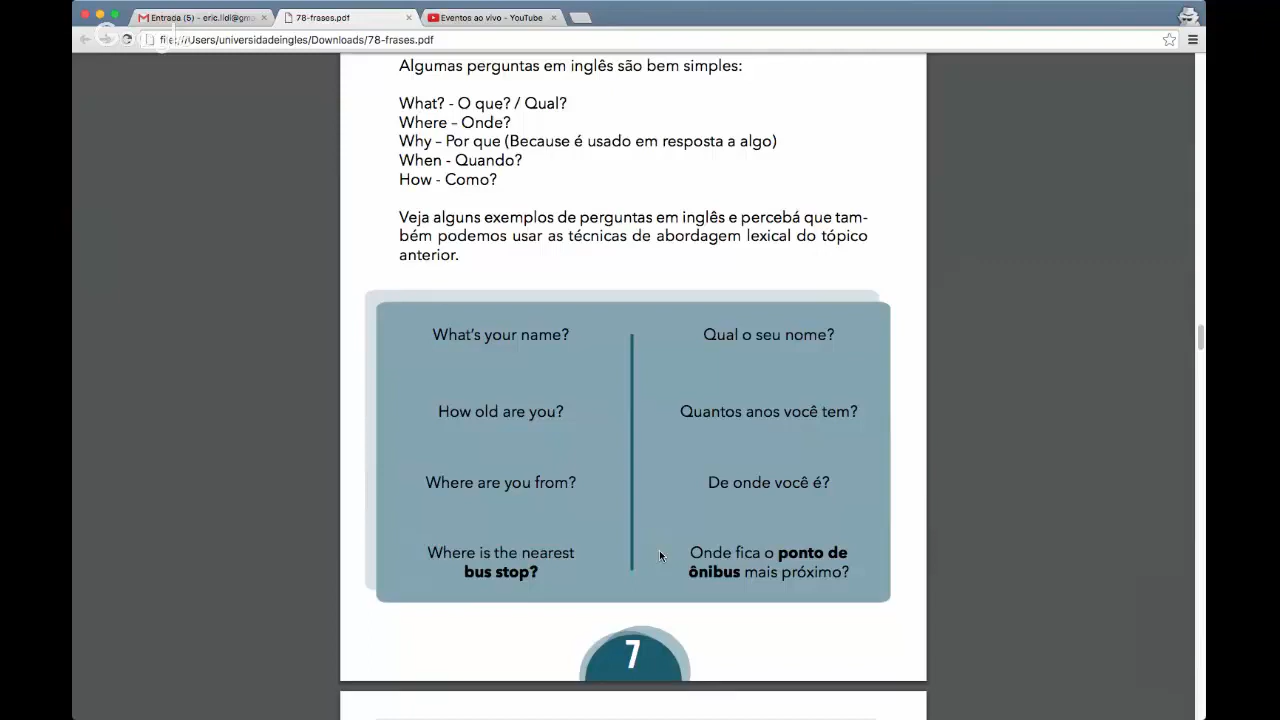 Entrada (5) - eric.lidi@gm
78-frases.pdf
Eventos ao vivo - YouTube
file:///Users/universidadeingles/Downloads/78-frases.pdf
Algumas perguntas em inglês são bem simples:
What? - O que? / Qual?
Where – Onde?
Why – Por que (Because é usado em resposta a algo)
When - Quando?
How - Como?
Veja alguns exemplos de perguntas em inglês e percebá que tam-
bém podemos usar as técnicas de abordagem lexical do tópico
anterior.
What's your name?
Qual o seu nome?
How old are you?
Quantos anos você tem?
Where are you from?
De onde você é?
Where is the nearest
bus stop?
Onde fica o ponto de
ônibus mais próximo?
7